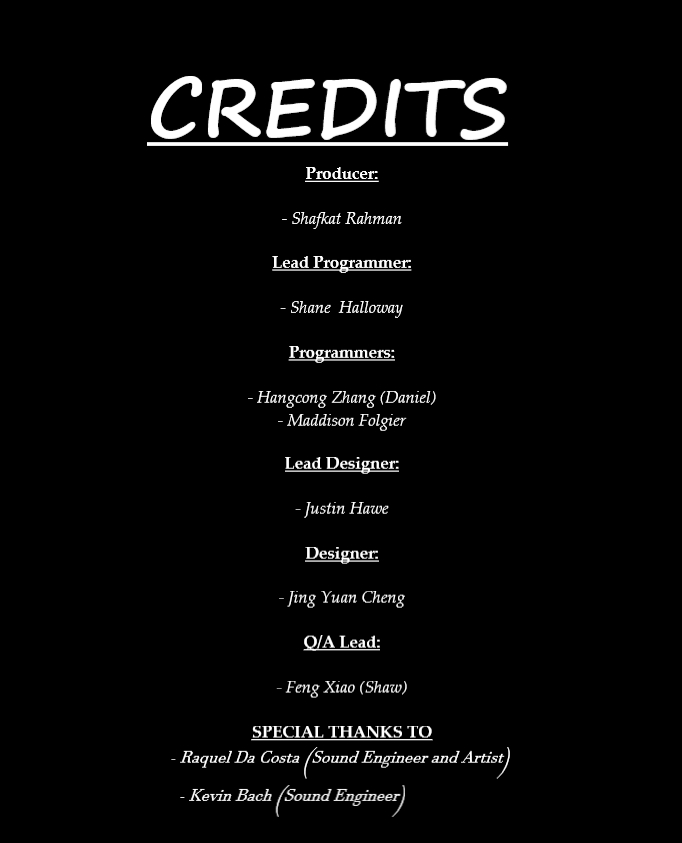 CREDITS
Producer:
- Shafkat Rahman
Lead Programmer:
- Shane Halloway
Programmers:
- Hangcong Zhang (Daniel)
- Maddison Folgier
Lead Designer:
- Justin Hawe
Designer:
- Jing Yuan Cheng
Q/A Lead:
- Feng Xiao (Shaw)
SPECIAL THANKS TO
- Raquel Da Costa (Sound Engineer and Artist)
- Kevin Bach (Sound Engineer)